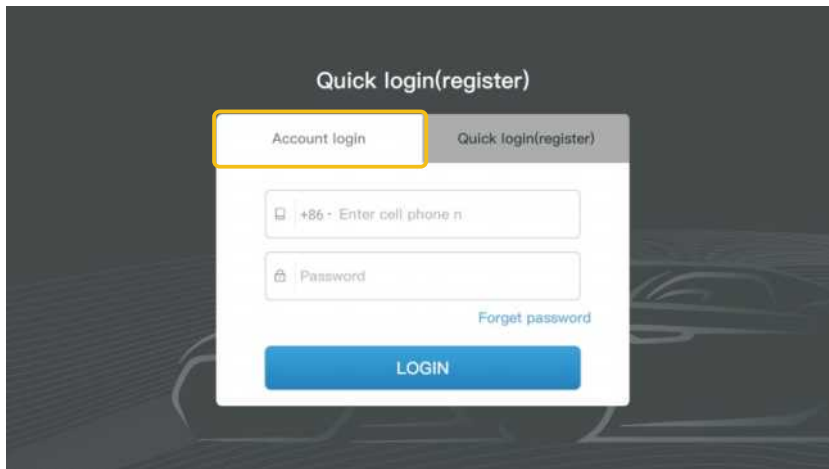 Quick login(register)
Account login
Quick login(register)
+86 - Enter cell phone n
Password
Forget password
LOGIN